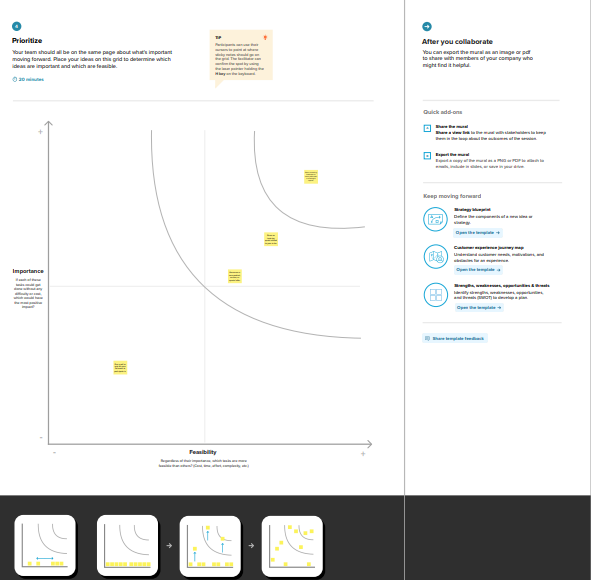 4
Prioritize
Your team should all be on the same page about what's important
moving forward. Place your ideas on this grid to determine which
ideas are important and which are feasible.
20 minutes
TIP
Participants can use their
cursors to point at where
sticky notes should go on
the grid. The facilitator can
confirm the spot by using
the laser pointer holding the
H key on the keyboard.
+
Importance
If each of these
tasks could get
done without any
difficulty or cost,
which would have
the most positive
impact?
-
-
+
Feasibility
Regardless of their importance, which tasks are more
feasible than others? (Cost, time, effort, complexity, etc.)
After you collaborate
You can export the mural as an image or pdf
to share with members of your company who
might find it helpful.
Quick add-ons
Share the mural
Share a view link to the mural with stakeholders to keep
them in the loop about the outcomes of the session.
Export the mural
Export a copy of the mural as a PNG or PDF to attach to
emails, include in slides, or save in your drive.
Keep moving forward
Strategy blueprint
Define the components of a new idea or
strategy.
Open the template →
Customer experience journey map
Understand customer needs, motivations, and
obstacles for an experience.
Open the template →
Strengths, weaknesses, opportunities & threats
Identify strengths, weaknesses, opportunities,
and threats (SWOT) to develop a plan.
Open the template →
Share template feedback